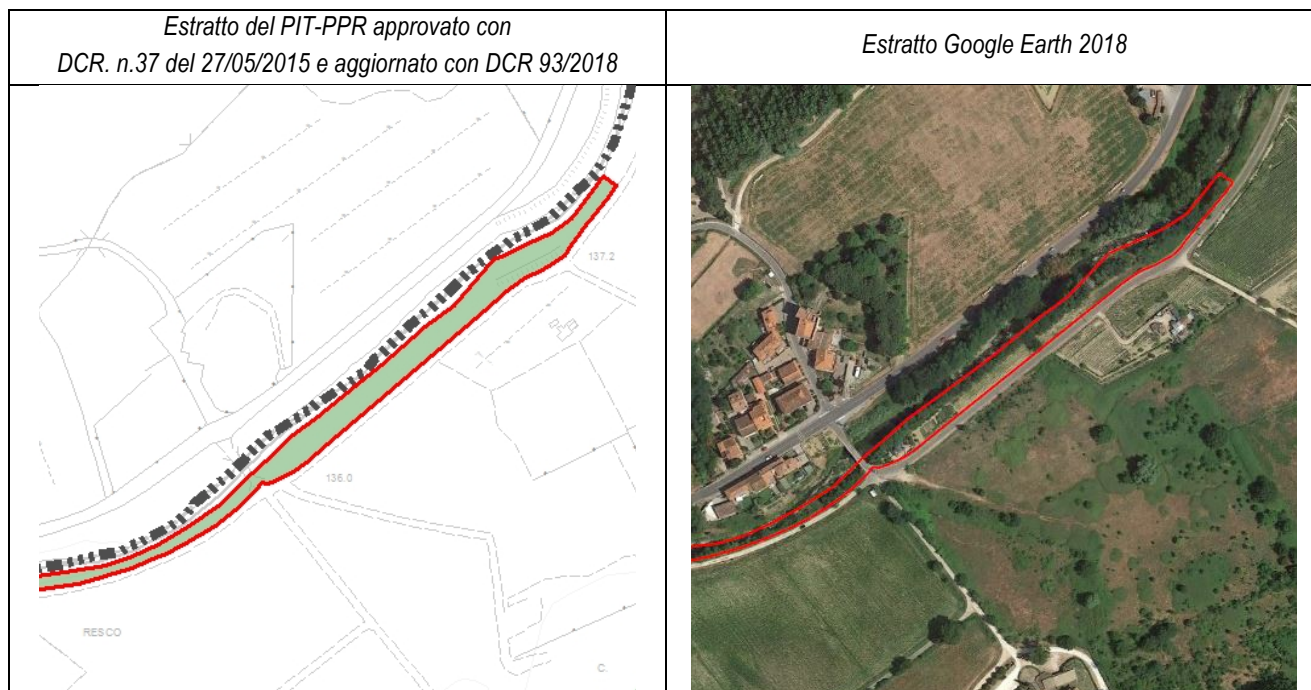 Estratto del PIT-PPR approvato con
DCR. n.37 del 27/05/2015 e aggiornato con DCR 93/2018
Estratto Google Earth 2018
137.2
136.0
RESCO
C.